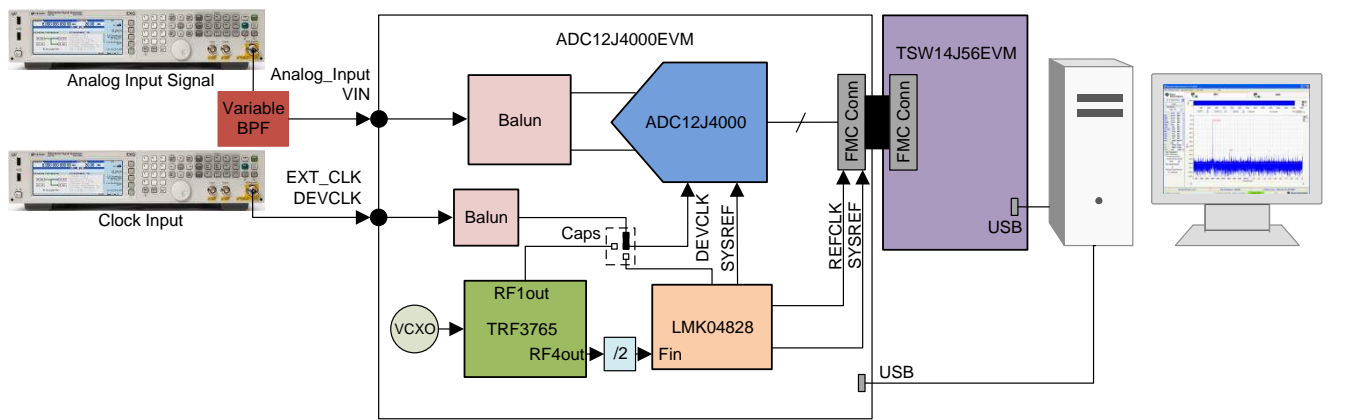 Analog Input Signal
Variable
BPF
Clock Input
Analog_Input
VIN
EXT_CLK
DEVCLK
ADC12J4000EVM
Balun
ADC12J4000
Balun
Caps
DEVCLK
SYSREF
REFCLK
SYSREF
FMC Conn
FMC Conn
TSW14J56EVM
USB
VCXO
RF1out
TRF3765
RF4out
/2
Fin
LMK04828
USB